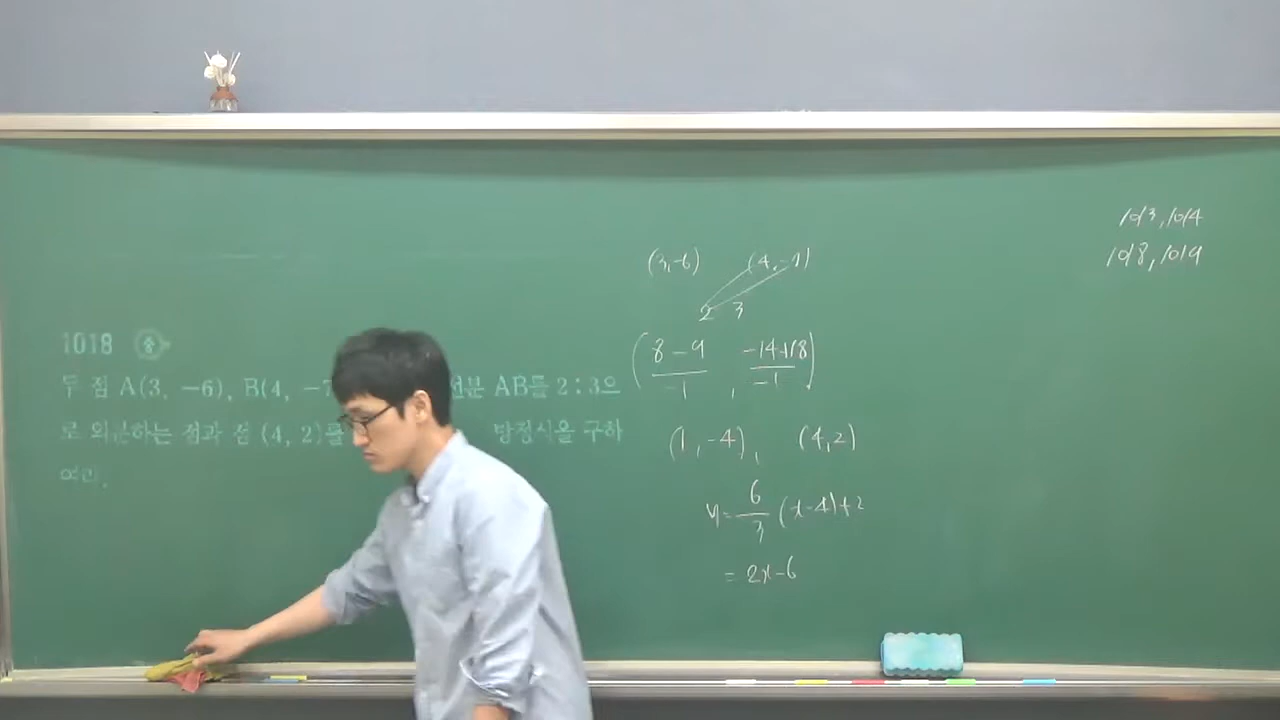 1018 중
두 점 A(3, −6), B(4, −7 선분 AB를 2 : 3으
로 외분하는 점과 점 (4, 2)를 방정식을 구하
여라.
(3,-6) (4,-7)
2 3
(8-9/-1 , -14+18/-1)
(1,-4), (4,2)
y=6/3(x-4)+2
=2x-6
1013,1014
1018,1019